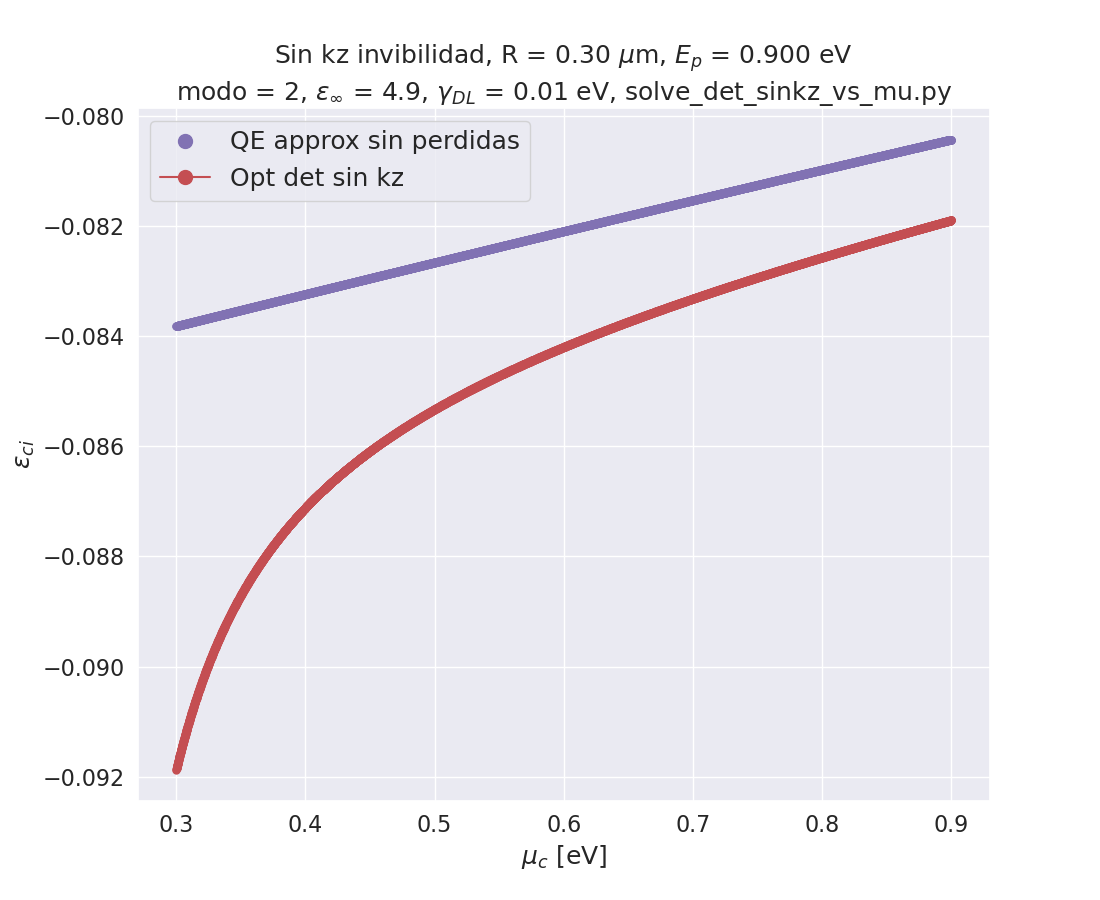 Sin kz invibilidad, R = 0.30 μm, E_p = 0.900 eV
modo = 2, ε_∞ = 4.9, γ_DL = 0.01 eV, solve_det_sinkz_vs_mu.py
QE approx sin perdidas
Opt det sin kz
−0.080
−0.082
−0.084
−0.086
−0.088
−0.090
−0.092
ε_ci
0.3 0.4 0.5 0.6 0.7 0.8 0.9
μ_c [eV]